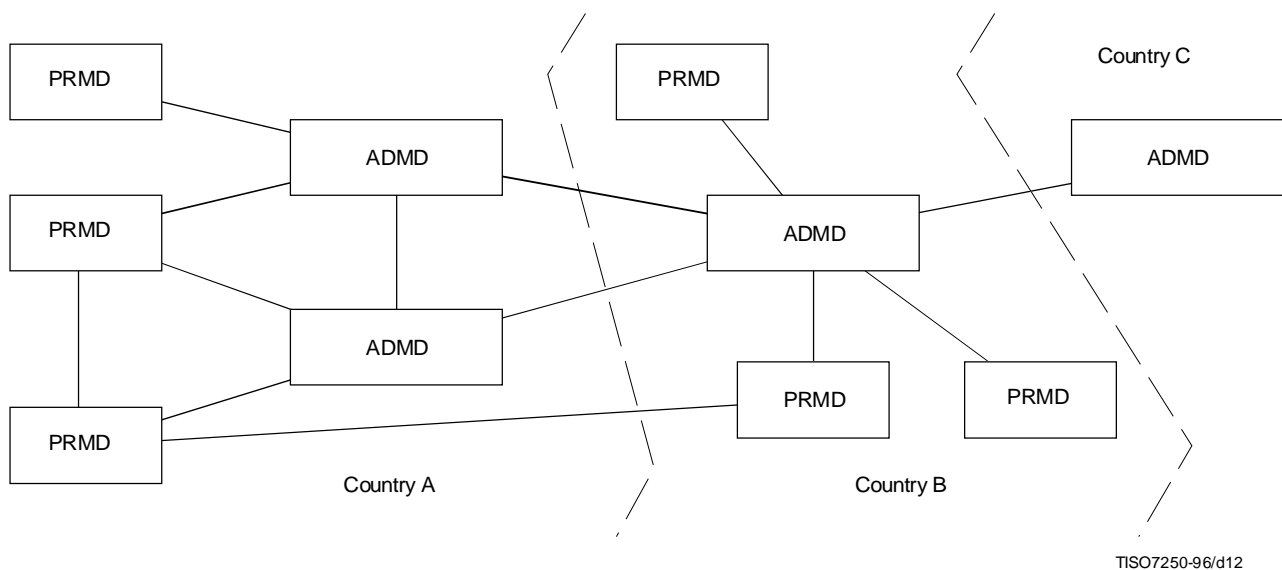 Country C
PRMD
PRMD
ADMD
ADMD
PRMD
ADMD
ADMD
PRMD
PRMD
PRMD
Country A
Country B
TISO7250-96/d12